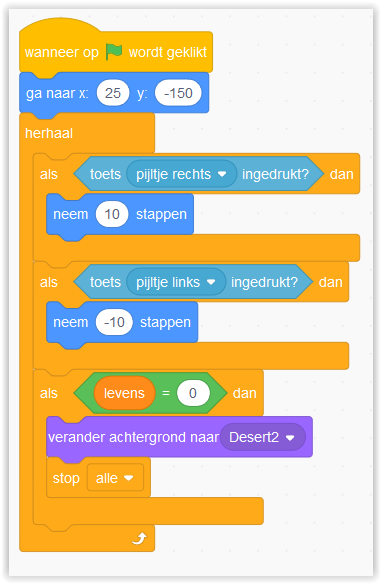 wanneer op wordt geklikt
ga naar x: 25 y: -150
herhaal
als toets pijltje rechts ingedrukt? dan
neem 10 stappen
als toets pijltje links ingedrukt? dan
neem -10 stappen
als levens = 0 dan
verander achtergrond naar Desert2
stop alle